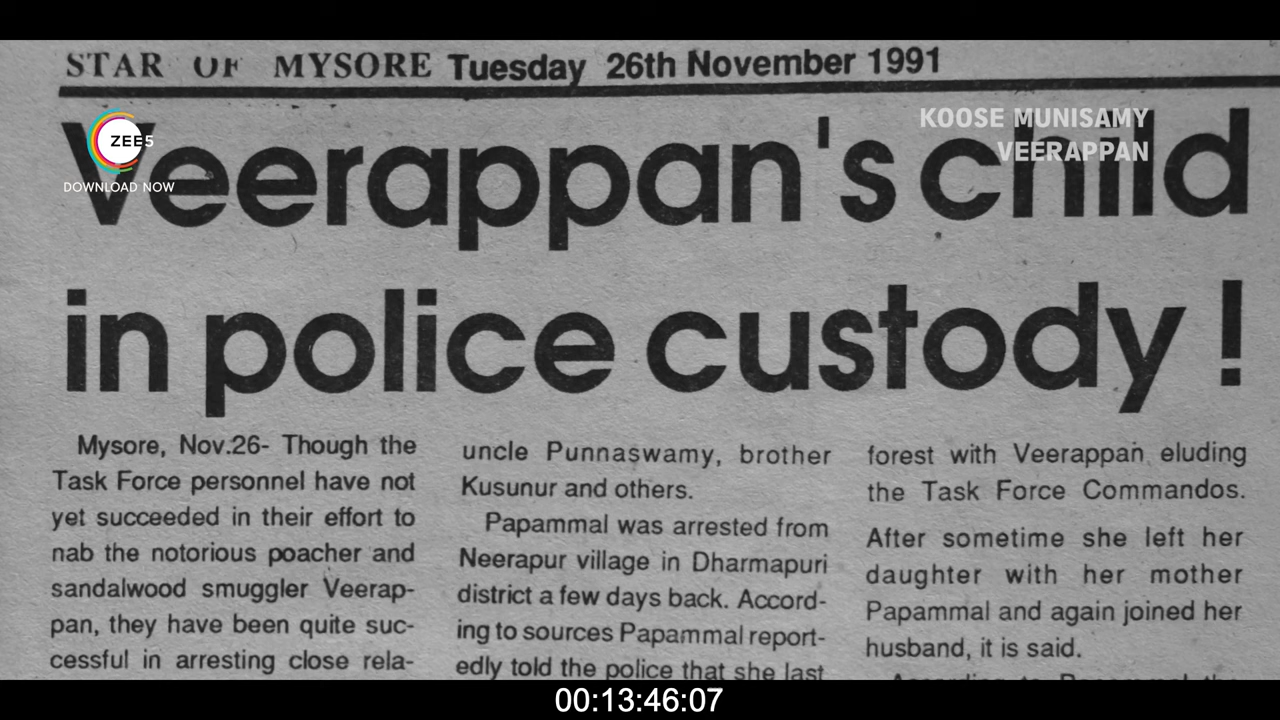 STAR OF MYSORE Tuesday 26th November 1991
ZEE5
DOWNLOAD NOW
KOOSE MUNISAMY
VEERAPPAN
Veerappan's child
in police custody !
Mysore, Nov.26- Though the
Task Force personnel have not
yet succeeded in their effort to
nab the notorious poacher and
sandalwood smuggler Veerap-
pan, they have been quite suc-
cessful in arresting close rela-
uncle Punnaswamy, brother
Kusunur and others.
Papammal was arrested from
Neerapur village in Dharmapuri
district a few days back. Accord-
ing to sources Papammal report-
edly told the police that she last
forest with Veerappan eluding
the Task Force Commandos.
After sometime she left her
daughter with her mother
Papammal and again joined her
husband, it is said.
00:13:46:07